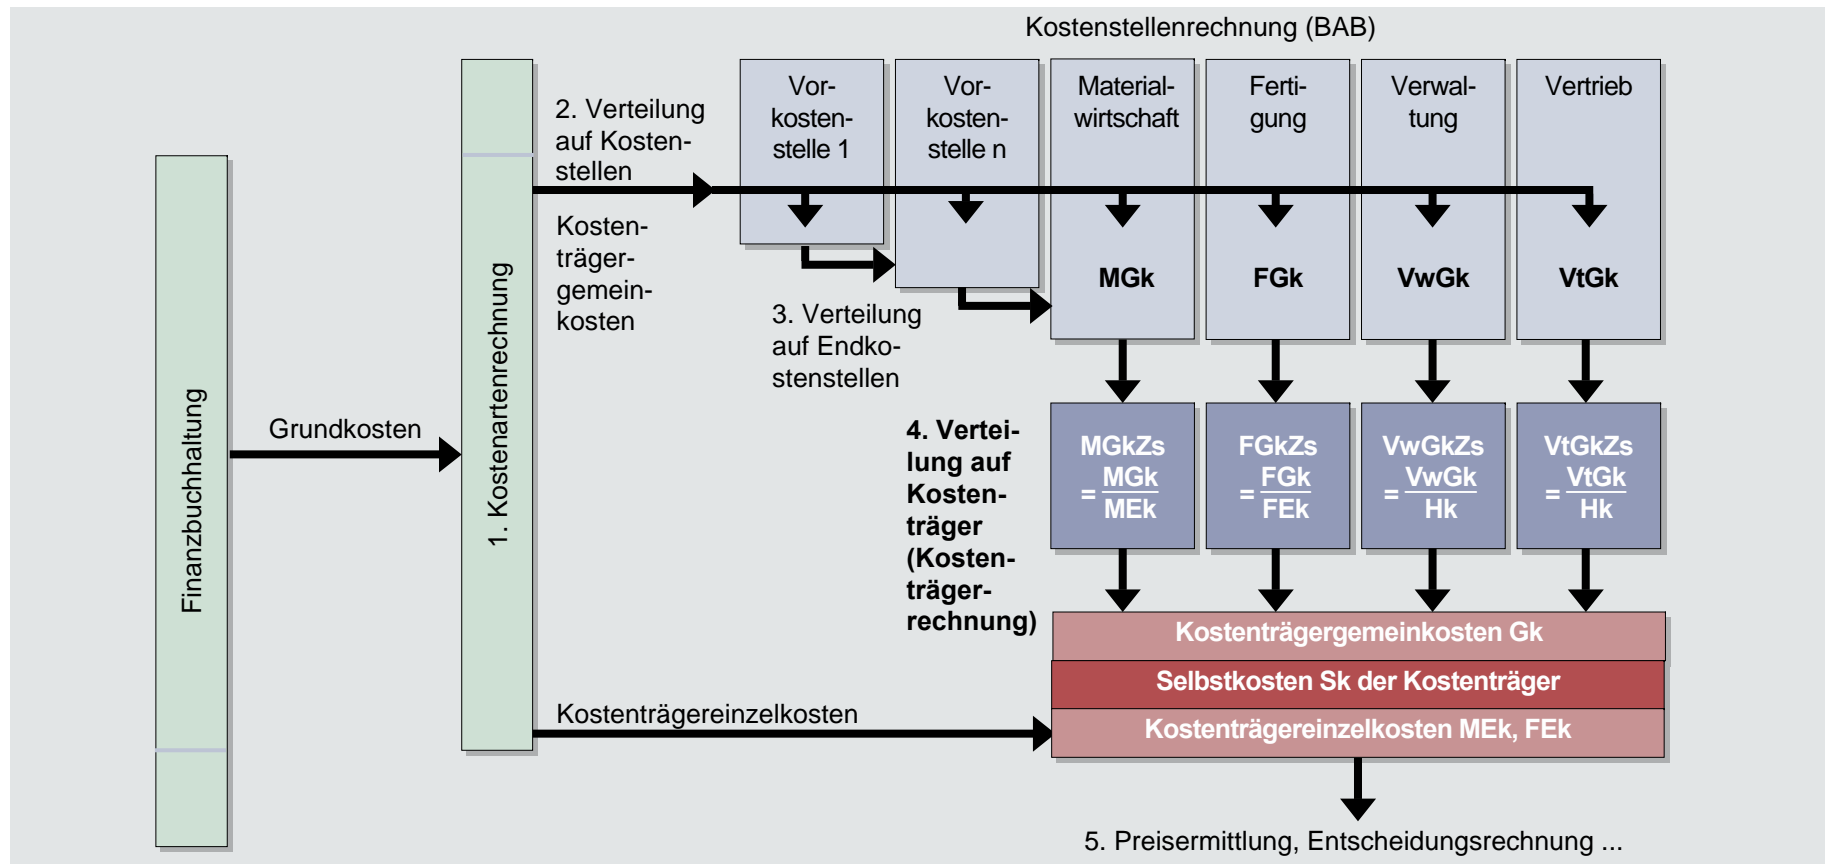 Kostenstellenrechnung (BAB)
Vor-
kosten-
stelle 1
Vor-
kosten-
stelle n
Material-
wirtschaft
Ferti-
gung
Verwal-
tung
Vertrieb
2. Verteilung
auf Kosten-
stellen
Kosten-
träger-
gemein-
kosten
MGk
FGk
VwGk
VtGk
3. Verteilung
auf Endko-
stenstellen
Finanzbuchhaltung
Grundkosten
1. Kostenartenrechnung
4. Vertei-
lung auf
Kosten-
träger
(Kosten-
träger-
rechnung)
MGkZs
= MGk
MEk
FGkZs
= FGk
FEk
VwGkZs
= VwGk
Hk
VtGkZs
= VtGk
Hk
Kostenträgergemeinkosten Gk
Selbstkosten Sk der Kostenträger
Kostenträgereinzelkosten
Kostenträgereinzelkosten MEk, FEk
5. Preisermittlung, Entscheidungsrechnung ...